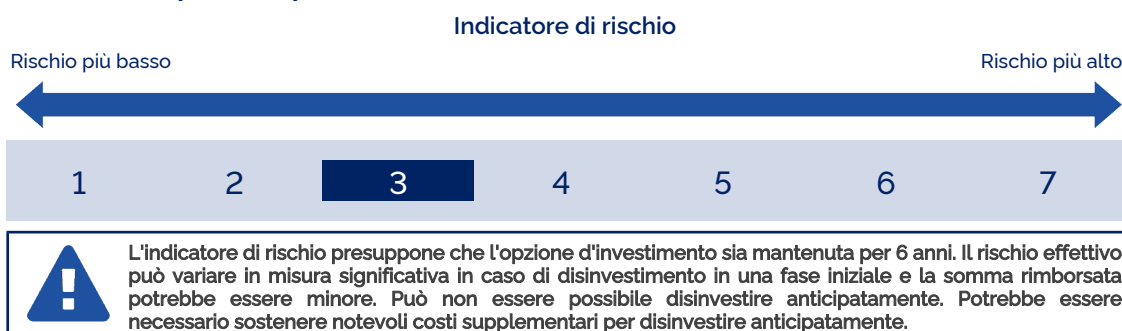 Indicatore di rischio
Rischio più basso
Rischio più alto
1 2 3 4 5 6 7
L'indicatore di rischio presuppone che l'opzione d'investimento sia mantenuta per 6 anni. Il rischio effettivo
può variare in misura significativa in caso di disinvestimento in una fase iniziale e la somma rimborsata
potrebbe essere minore. Può non essere possibile disinvestire anticipatamente. Potrebbe essere
necessario sostenere notevoli costi supplementari per disinvestire anticipatamente.